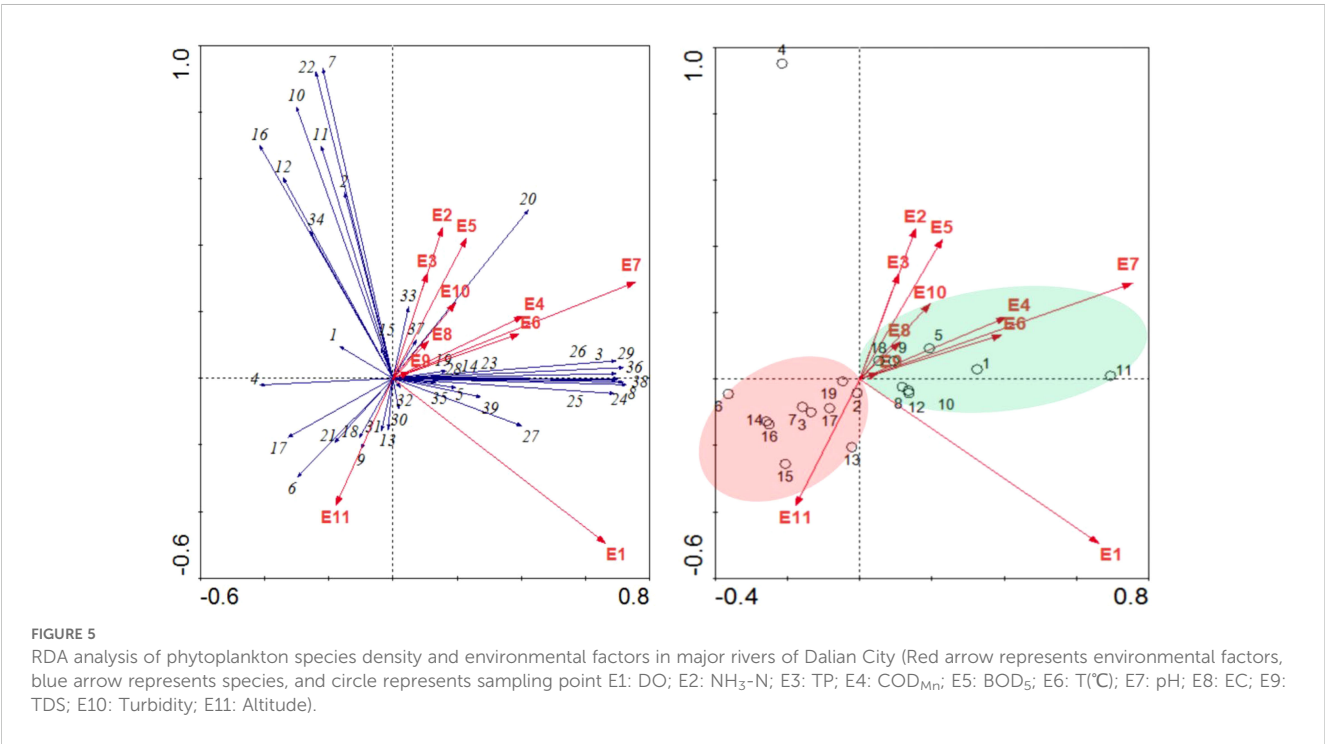 1.0
22 7
10
16 11
12
2
34
20
E2
E5
E3
E7
33 E10
E4
15 37 E8 E6
1
19
28 14 23 26 3 29
E9
36
4
38
8
32 35 5 25 24
39
17 21 18 31 30
13
27
9
6
E11
E1
-0.6
-0.6 0.8
1.0
4
E2
E5
E3
E7
E10
E4
E8 E6
18 9 5
E9
1
11
6 19
2 8 12 10
14 7 3 17
16
13
15
E11
E1
-0.6
-0.4 0.8
FIGURE 5
RDA analysis of phytoplankton species density and environmental factors in major rivers of Dalian City (Red arrow represents environmental factors,
blue arrow represents species, and circle represents sampling point E1: DO; E2: NH₃-N; E3: TP; E4: COD<sub>Mn</sub>; E5: BOD₅; E6: T(℃); E7: pH; E8: EC; E9:
TDS; E10: Turbidity; E11: Altitude).